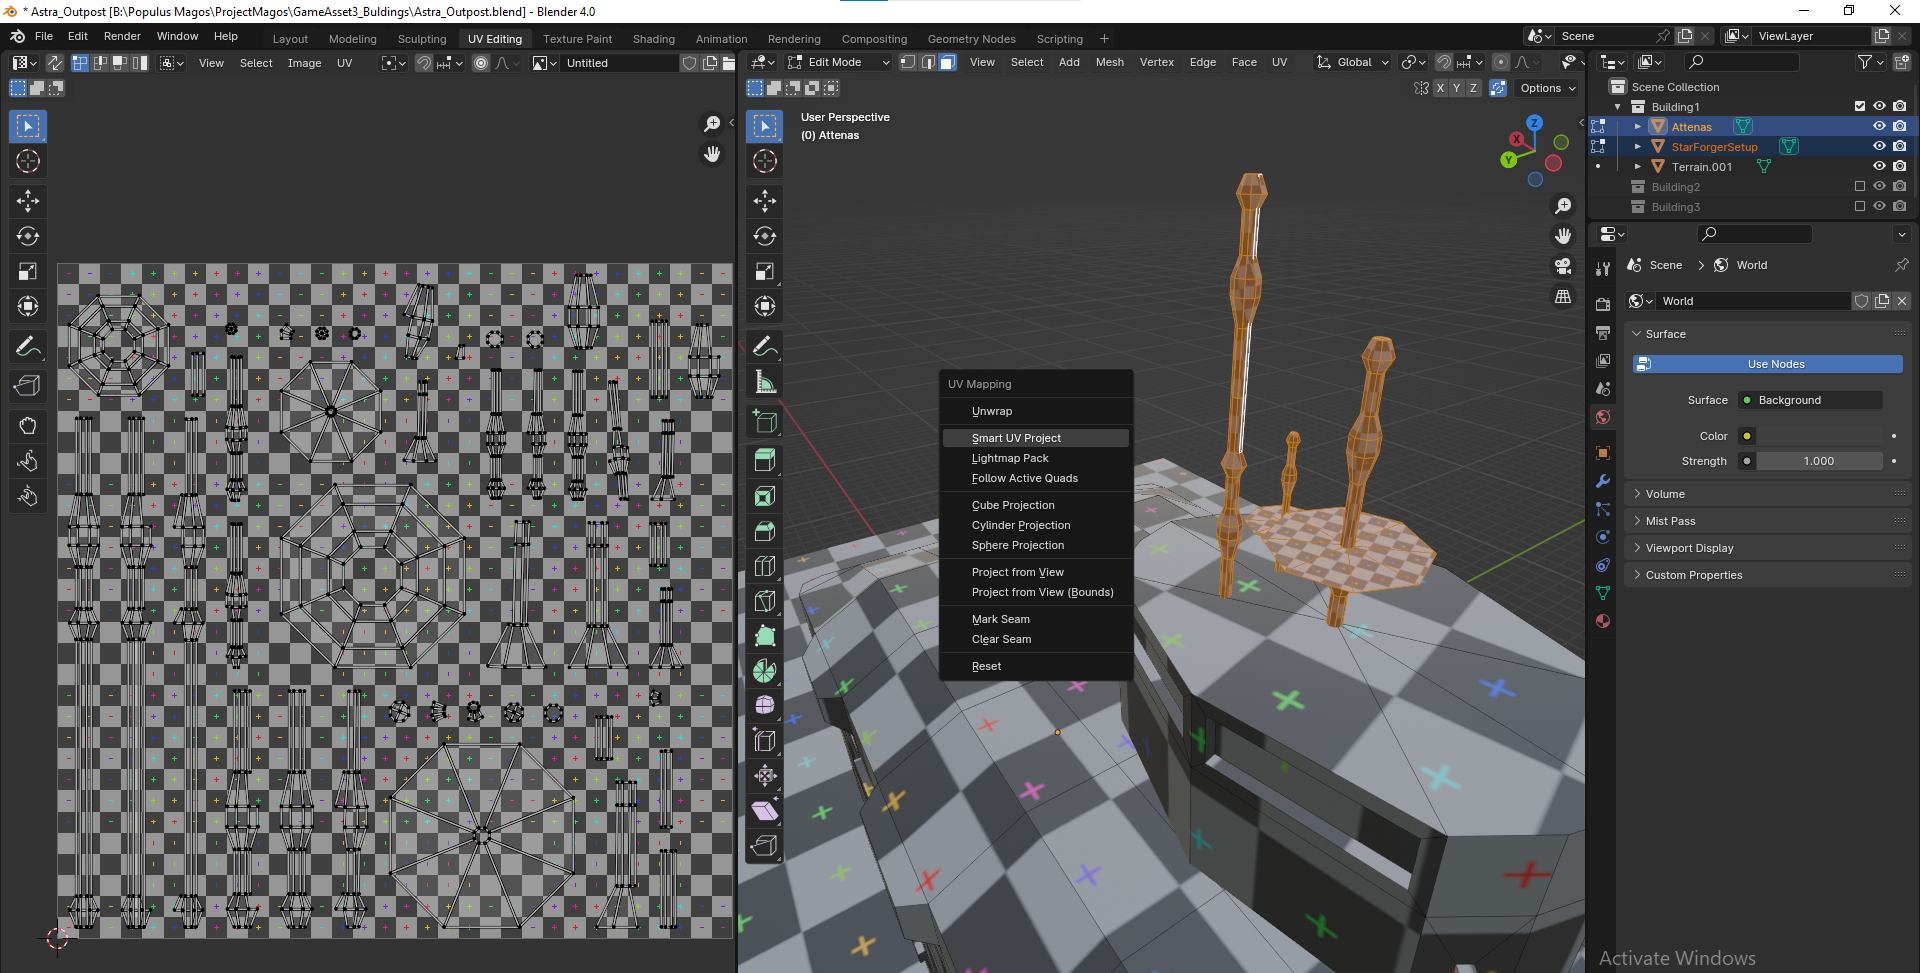 * Astra_Outpost [B:\Populus Magos\ProjectMagos\GameAsset3_Buldings\Astra_Outpost.blend] - Blender 4.0
File Edit Render Window Help Layout Modeling Sculpting UV Editing Texture Paint Shading Animation Rendering Compositing Geometry Nodes Scripting + Scene ViewLayer
View Select Image UV Untitled
Edit Mode View Select Add Mesh Vertex Edge Face UV Global
X Y Z Options
User Perspective
(0) Attenas
Z
X
Y
UV Mapping
Unwrap
Smart UV Project
Lightmap Pack
Follow Active Quads
Cube Projection
Cylinder Projection
Sphere Projection
Project from View
Project from View (Bounds)
Mark Seam
Clear Seam
Reset
Scene Collection
Building1
Attenas
StarForgerSetup
Terrain.001
Building2
Building3
Scene > World
World
Surface
Use Nodes
Surface Background
Color
Strength 1.000
Volume
Mist Pass
Viewport Display
Custom Properties
Activate Windows